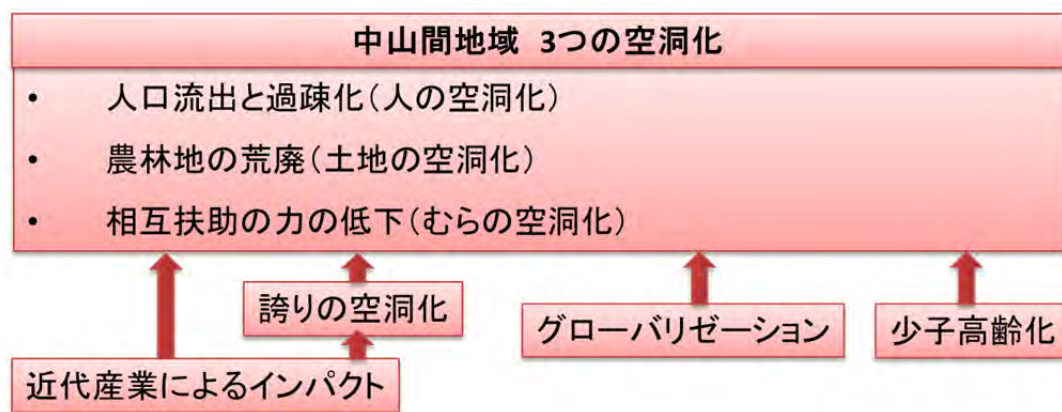 中山間地域 3つの空洞化
• 人口流出と過疎化(人の空洞化)
• 農林地の荒廃(土地の空洞化)
• 相互扶助の力の低下(むらの空洞化)
誇りの空洞化
グローバリゼーション
少子高齢化
近代産業によるインパクト